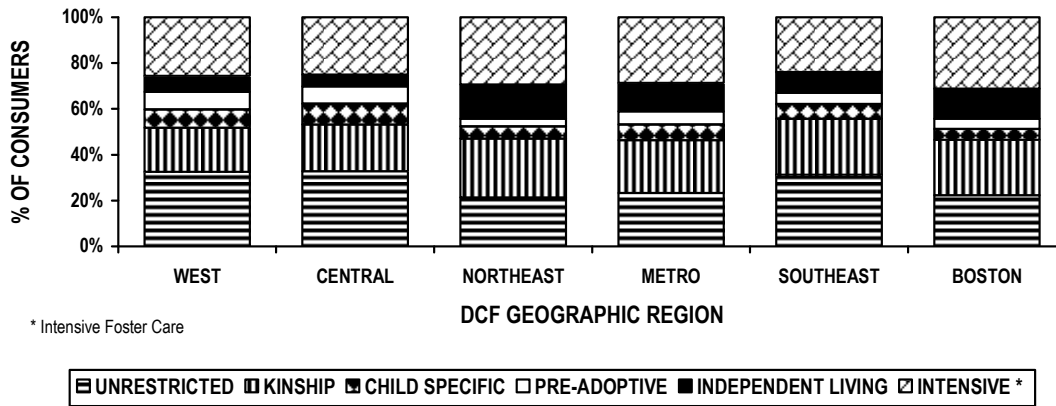 100%
80%
60%
40%
20%
0%
% OF CONSUMERS
WEST CENTRAL NORTHEAST METRO SOUTHEAST BOSTON
DCF GEOGRAPHIC REGION
* Intensive Foster Care
UNRESTRICTED KINSHIP CHILD SPECIFIC PRE-ADOPTIVE INDEPENDENT LIVING INTENSIVE *